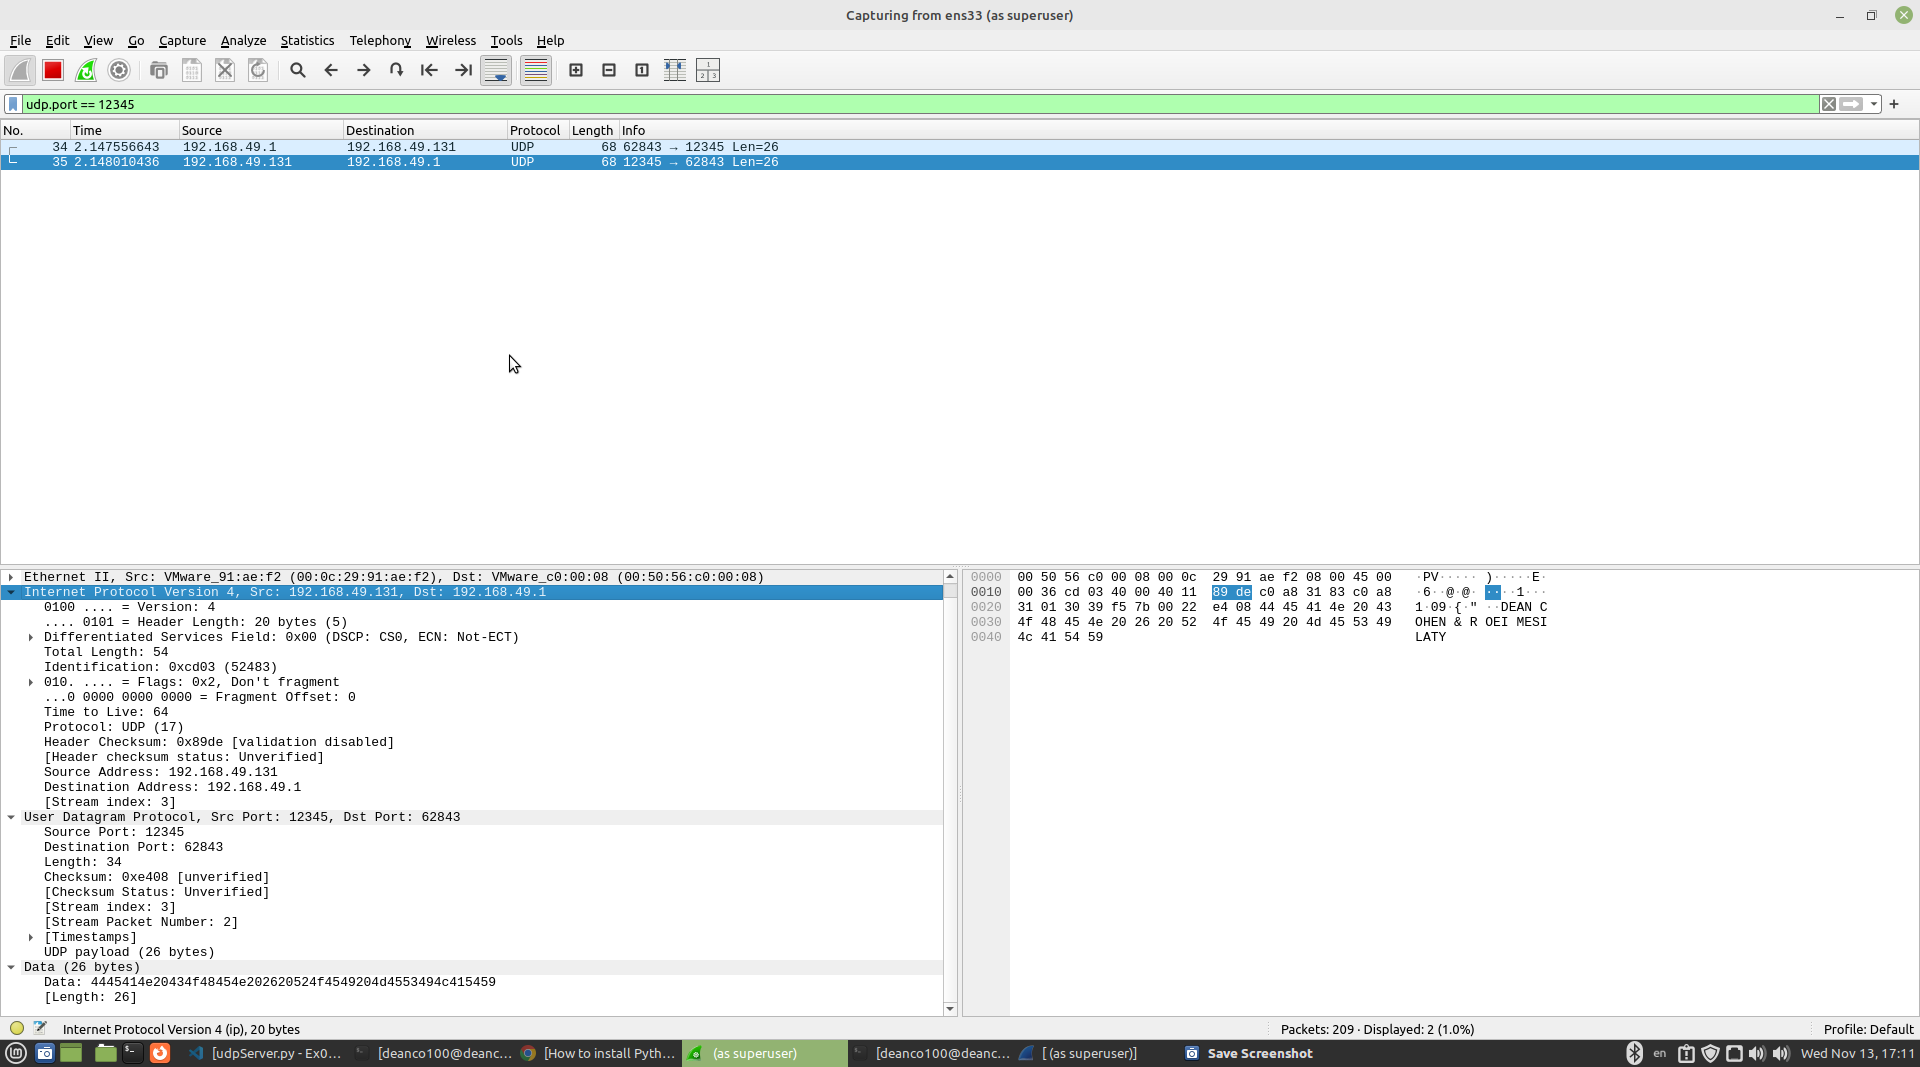 Capturing from ens33 (as superuser)
File Edit View Go Capture Analyze Statistics Telephony Wireless Tools Help
udp.port == 12345
No. Time Source Destination Protocol Length Info
34 2.147556643 192.168.49.1 192.168.49.131 UDP 68 62843 → 12345 Len=26
35 2.148010436 192.168.49.131 192.168.49.1 UDP 68 12345 → 62843 Len=26
Ethernet II, Src: VMware_91:ae:f2 (00:0c:29:91:ae:f2), Dst: VMware_c0:00:08 (00:50:56:c0:00:08)
Internet Protocol Version 4, Src: 192.168.49.131, Dst: 192.168.49.1
0100 .... = Version: 4
.... 0101 = Header Length: 20 bytes (5)
Differentiated Services Field: 0x00 (DSCP: CS0, ECN: Not-ECT)
Total Length: 54
Identification: 0xcd03 (52483)
010. .... = Flags: 0x2, Don't fragment
...0 0000 0000 0000 = Fragment Offset: 0
Time to Live: 64
Protocol: UDP (17)
Header Checksum: 0x89de [validation disabled]
[Header checksum status: Unverified]
Source Address: 192.168.49.131
Destination Address: 192.168.49.1
[Stream index: 3]
User Datagram Protocol, Src Port: 12345, Dst Port: 62843
Source Port: 12345
Destination Port: 62843
Length: 34
Checksum: 0xe408 [unverified]
[Checksum Status: Unverified]
[Stream index: 3]
[Stream Packet Number: 2]
[Timestamps]
UDP payload (26 bytes)
Data (26 bytes)
Data: 4445414e20434f48454e202620524f4549204d4553494c415459
[Length: 26]
0000 00 50 56 c0 00 08 00 0c 29 91 ae f2 08 00 45 00 ·PV····· )·····E·
0010 00 36 cd 03 40 00 40 11 89 de c0 a8 31 83 c0 a8 ·6··@·@· ····1···
0020 31 01 30 39 f5 7b 00 22 e4 08 44 45 41 4e 20 43 1·09·{·" ··DEAN C
0030 4f 48 45 4e 20 26 20 52 4f 45 49 20 4d 45 53 49 OHEN & R OEI MESI
0040 4c 41 54 59 LATY
Internet Protocol Version 4 (ip), 20 bytes
Packets: 209 · Displayed: 2 (1.0%)
Profile: Default
[udpServer.py - Ex0... [deanco100@deanc... [How to install Pyth... (as superuser) [deanco100@deanc... [ (as superuser)] Save Screenshot en Wed Nov 13, 17:11